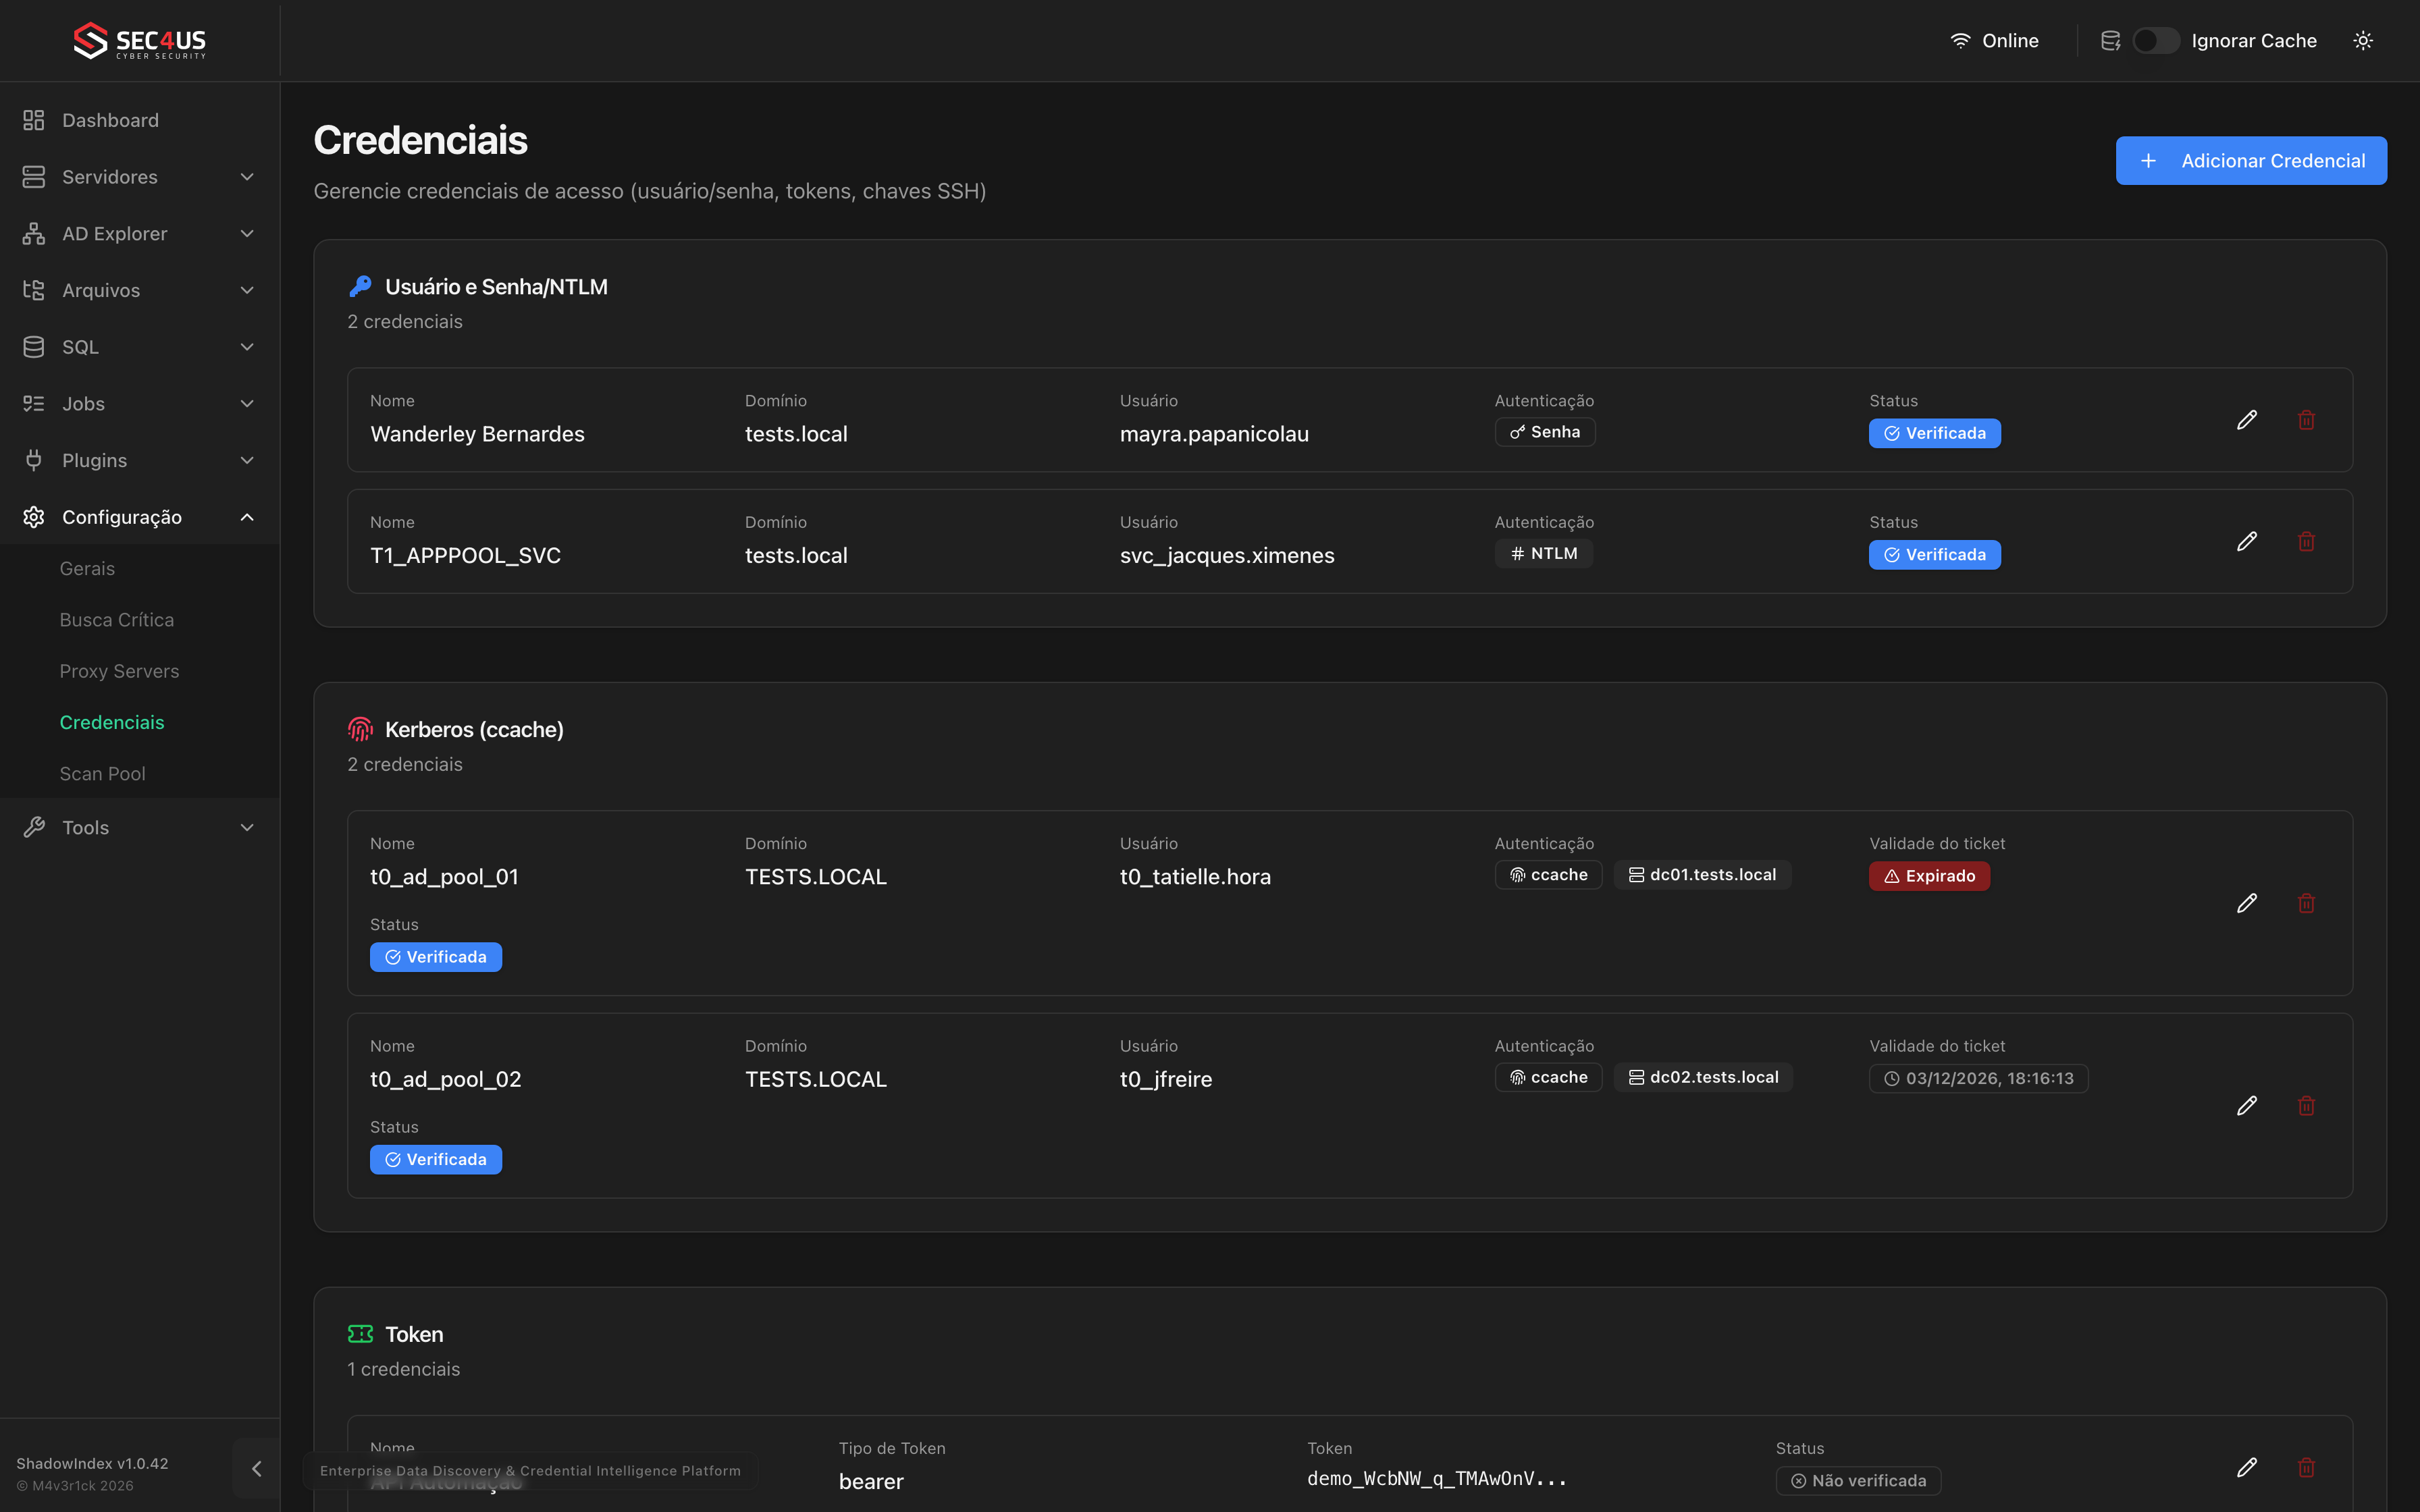 SEC4US
CYBER SECURITY
Online
Ignorar Cache
Dashboard
Servidores
AD Explorer
Arquivos
SQL
Jobs
Plugins
Configuração
Gerais
Busca Crítica
Proxy Servers
Credenciais
Scan Pool
Tools
ShadowIndex v1.0.42
© M4v3r1ck 2026
Credenciais
Gerencie credenciais de acesso (usuário/senha, tokens, chaves SSH)
Adicionar Credencial
Usuário e Senha/NTLM
2 credenciais
Nome Domínio Usuário Autenticação Status
Wanderley Bernardes tests.local mayra.papanicolau Senha Verificada
Nome Domínio Usuário Autenticação Status
T1_APPPOOL_SVC tests.local svc_jacques.ximenes # NTLM Verificada
Kerberos (ccache)
2 credenciais
Nome Domínio Usuário Autenticação Validade do ticket
t0_ad_pool_01 TESTS.LOCAL t0_tatielle.hora ccache dc01.tests.local Expirado
Status
Verificada
Nome Domínio Usuário Autenticação Validade do ticket
t0_ad_pool_02 TESTS.LOCAL t0_jfreire ccache dc02.tests.local 03/12/2026, 18:16:13
Status
Verificada
Token
1 credenciais
Nome Tipo de Token Token Status
API Automação bearer demo_WcbNW_q_TMAwOnV... Não verificada
Enterprise Data Discovery & Credential Intelligence Platform